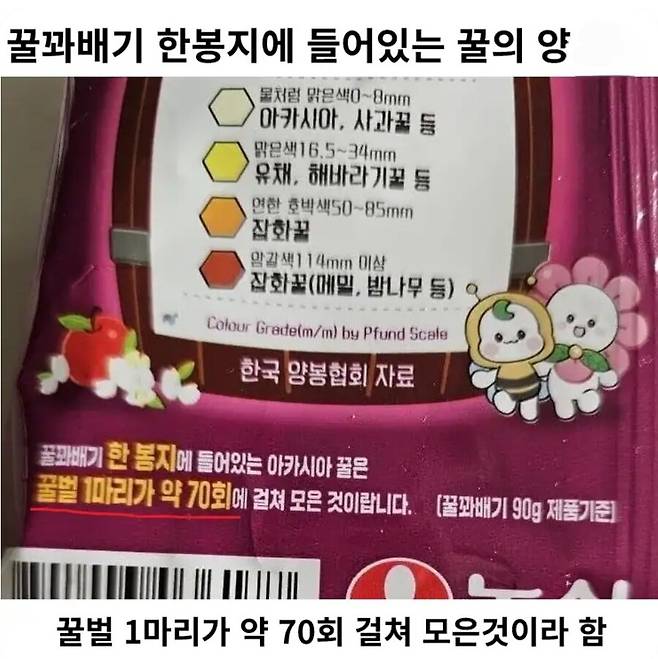 꿀꽈배기 한봉지에 들어있는 꿀의 양
물처럼 맑은색0~8mm
아카시아, 사과꿀 등
맑은색16.5~34mm
유채, 해바라기꿀 등
연한 호박색50~85mm
잡화꿀
암갈색114mm 이상
잡화꿀(메밀, 밤나무 등)
Colour Grade(m/m) by Pfund Scale
한국 양봉협회 자료
꿀꽈배기 한 봉지에 들어있는 아카시아 꿀은
꿀벌 1마리가 약 70회에 걸쳐 모은 것이랍니다. [꿀꽈배기 90g 제품기준]
꿀벌 1마리가 약 70회 걸쳐 모은것이라 함